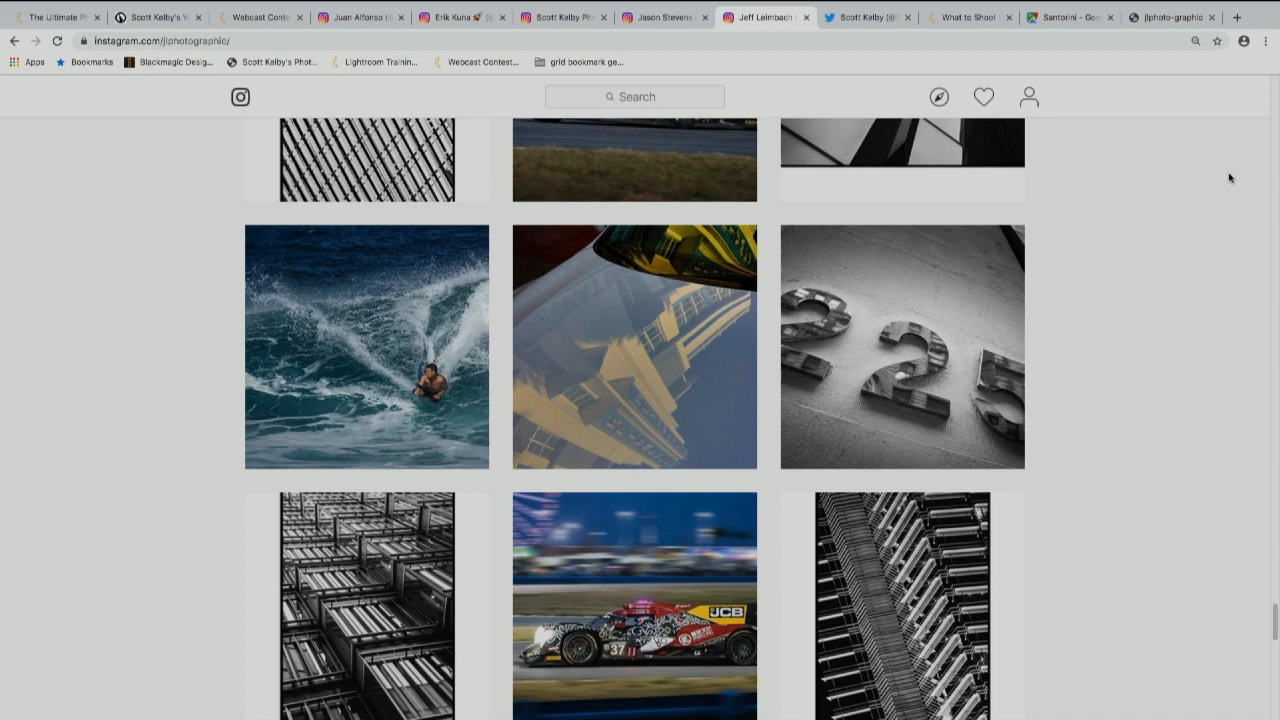 The Ultimate Ph
Scott Kelby's W
Webcast Conte
Juan Alfonso (@
Erik Kuna 🚀 (@
Scott Kelby Pho
Jason Stevens
Jeff Leimbach
Scott Kelby (@
What to Shoot
Santorini - Goo
jlphoto-graphic
instagram.com/jlphotographic/
Apps
Bookmarks
Blackmagic Desig...
Scott Kelby's Phot...
Lightroom Trainin...
Webcast Contest...
grid bookmark ge...
Search
225
JCB
37